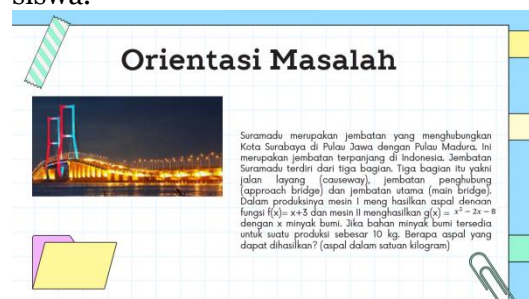 siswa.
Orientasi Masalah
Suramadu merupakan jembatan yang menghubungkan
Kota Surabaya di Pulau Jawa dengan Pulau Madura. Ini
merupakan jembatan terpanjang di Indonesia. Jembatan
Suramadu terdiri dari tiga bagian. Tiga bagian itu yakni
jalan layang (causeway), jembatan penghubung
(approach bridge) dan jembatan utama (main bridge).
Dalam produksinya mesin I meng hasilkan aspal denaan
fungsi f(x)= x+3 dan mesin II menghasilkan g(x) = x² − 2x − 8
dengan x minyak bumi. Jika bahan minyak bumi tersedia
untuk suatu produksi sebesar 10 kg. Berapa aspal yang
dapat dihasilkan? (aspal dalam satuan kilogram)